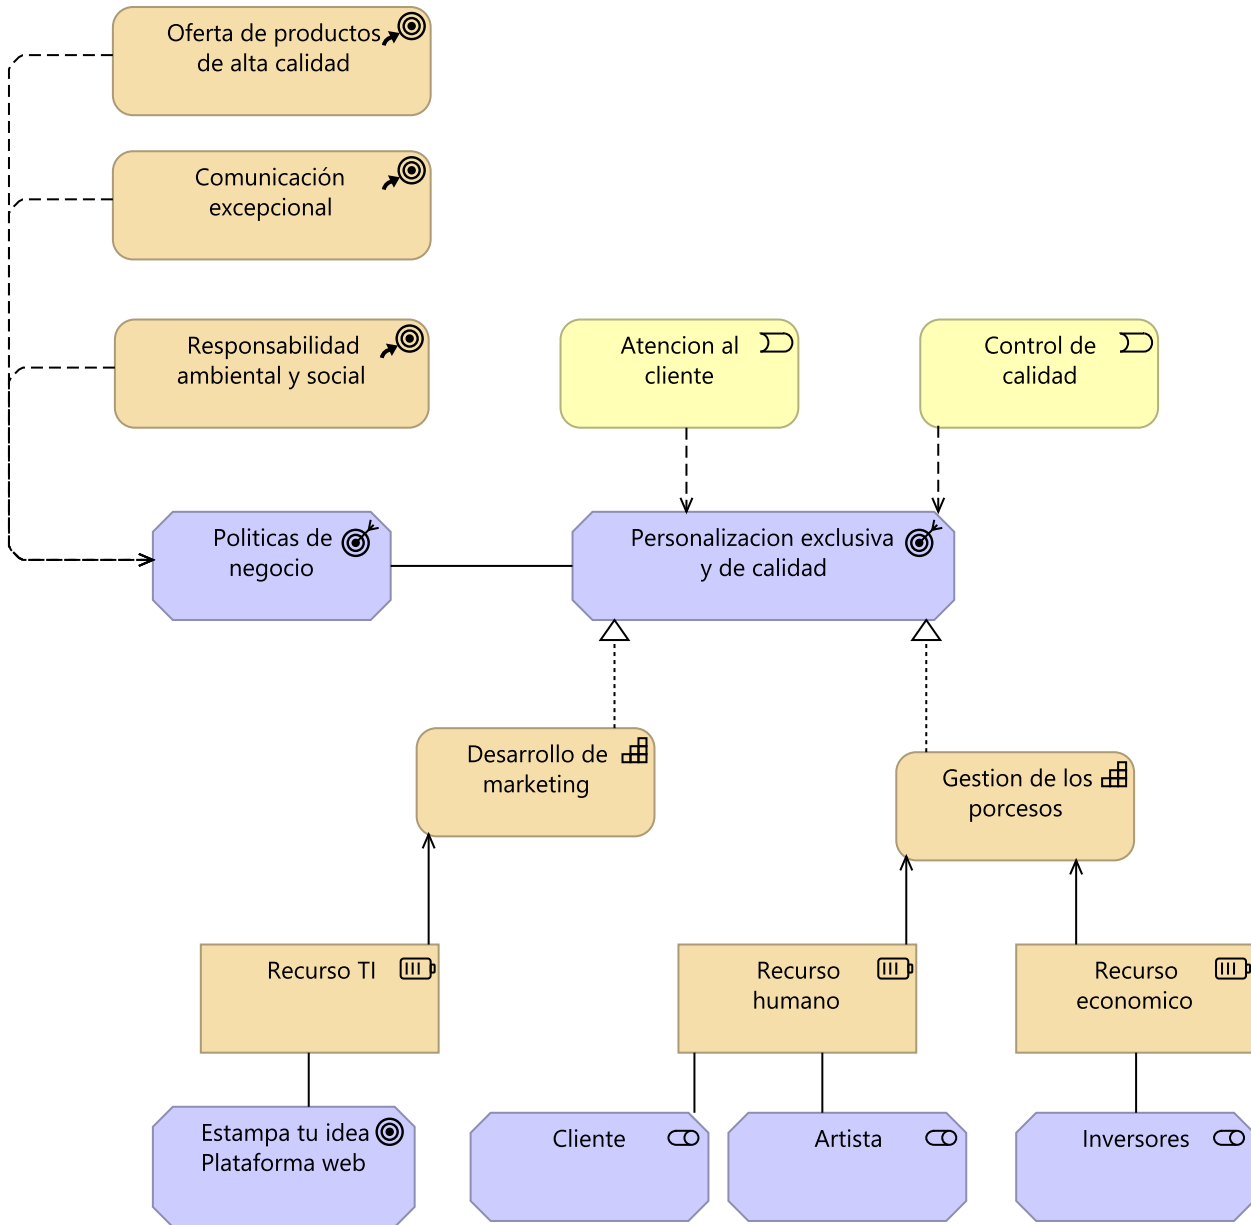 Oferta de productos
de alta calidad
Comunicación
excepcional
Responsabilidad
ambiental y social
Atencion al
cliente
Control de
calidad
Politicas de
negocio
Personalizacion exclusiva
y de calidad
Desarrollo de
marketing
Gestion de los
porcesos
Recurso TI
Recurso
humano
Recurso
economico
Estampa tu idea
Plataforma web
Cliente
Artista
Inversores